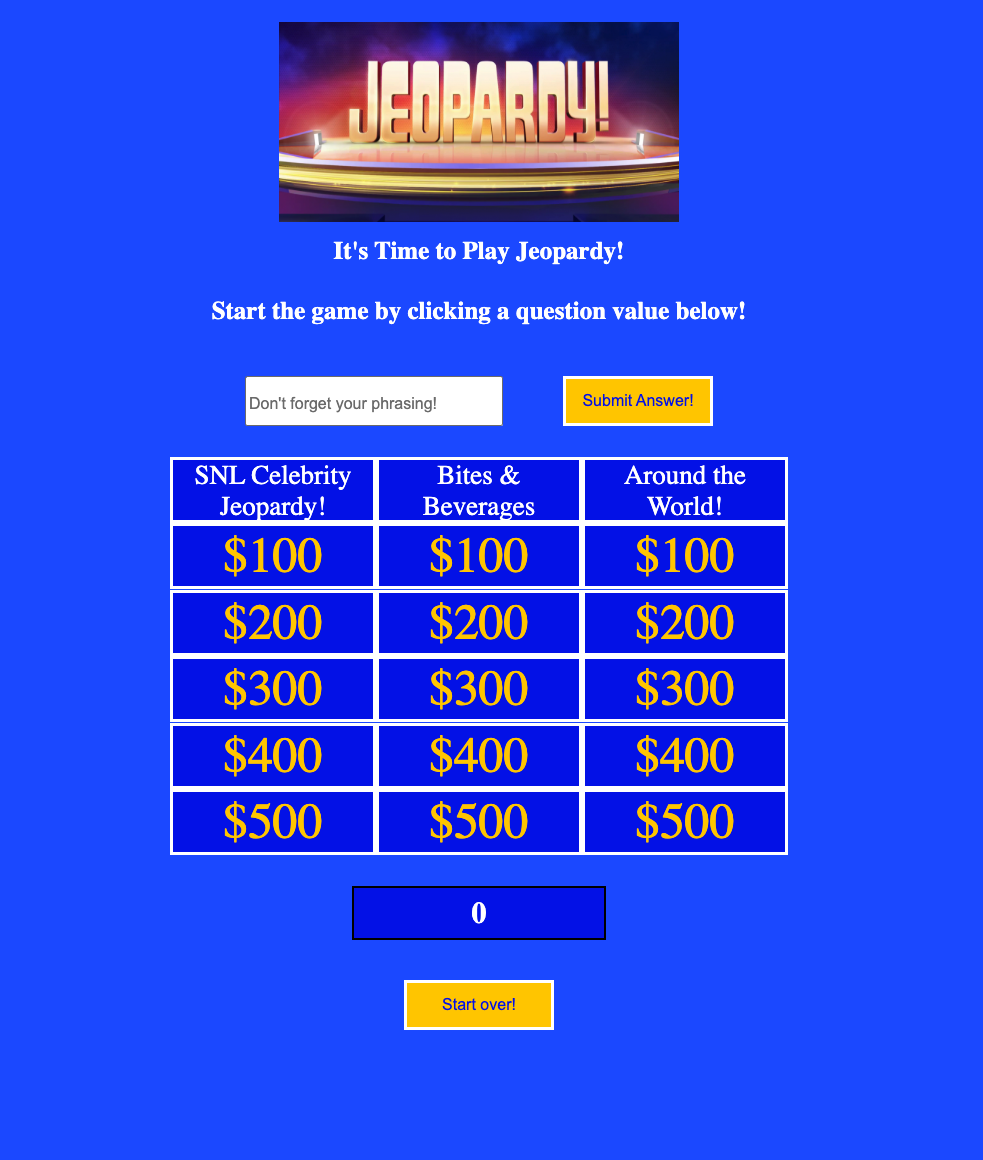 JEOPARDY!
It's Time to Play Jeopardy!
Start the game by clicking a question value below!
Don't forget your phrasing!
Submit Answer!
SNL Celebrity
Jeopardy!
Bites &
Beverages
Around the
World!
$100 $100 $100
$200 $200 $200
$300 $300 $300
$400 $400 $400
$500 $500 $500
0
Start over!